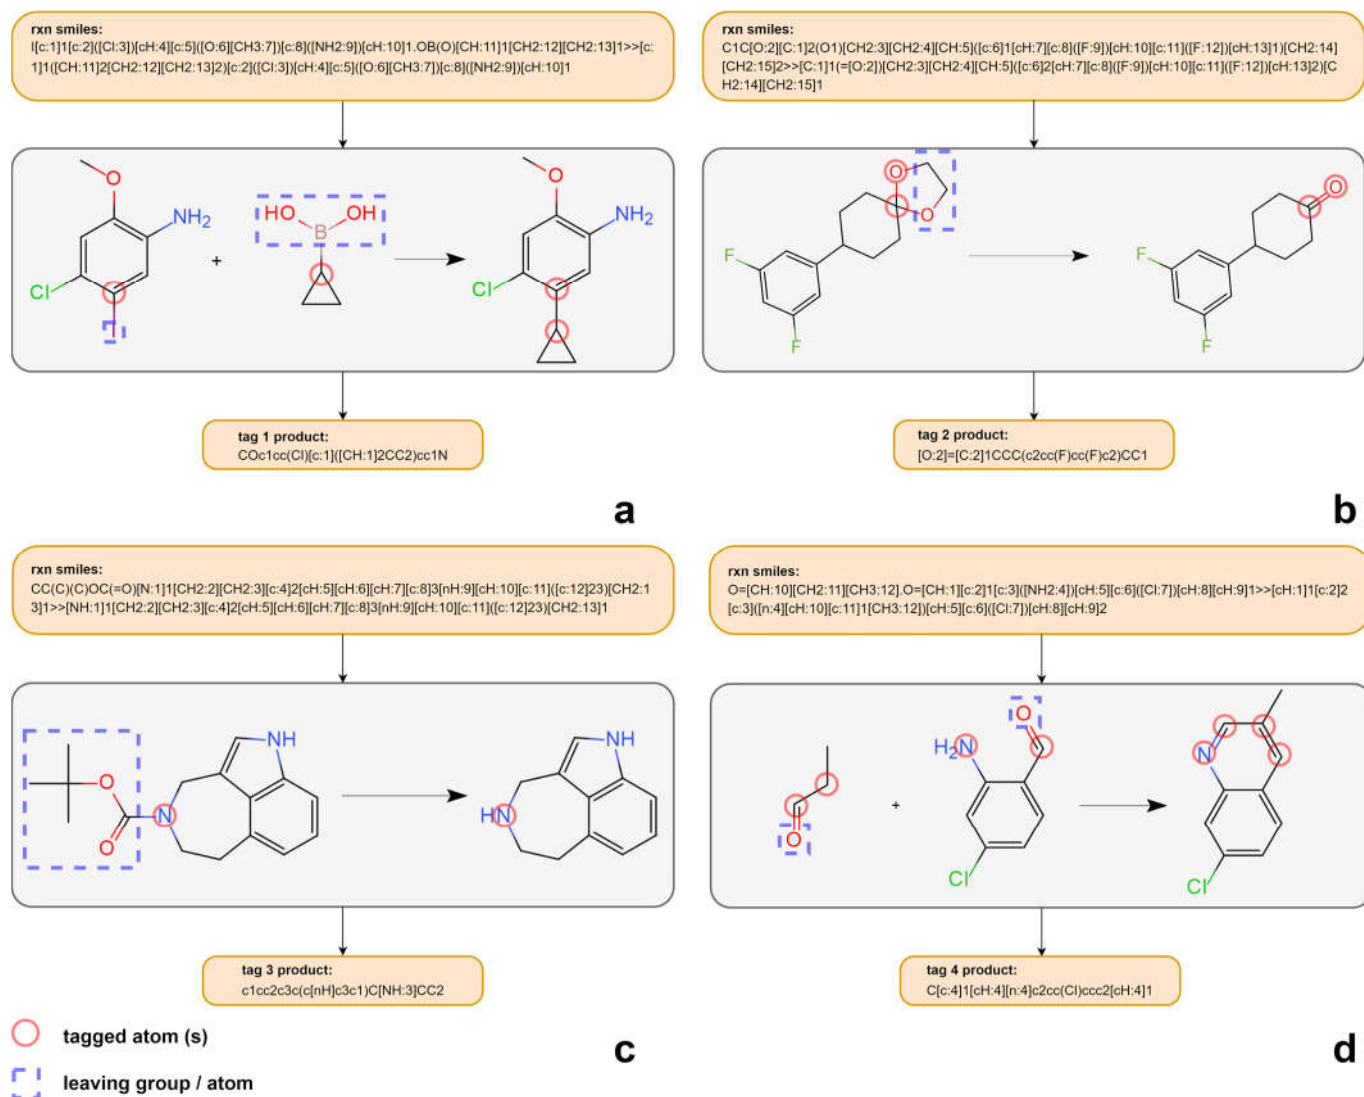 rxn smiles:
I[c:1]1[c:2]([Cl:3])[cH:4][c:5]([O:6][CH3:7])[c:8]([NH2:9])[cH:10]1.OB(O)[CH:11]1[CH2:12][CH2:13]1>>[c:
1]1([CH:11]2[CH2:12][CH2:13]2)[c:2]([Cl:3])[cH:4][c:5]([O:6][CH3:7])[c:8]([NH2:9])[cH:10]1
O
NH2
Cl
+
HO
OH
B
O
NH2
Cl
tag 1 product:
COc1cc(Cl)[c:1]([CH:1]2CC2)cc1N
a
rxn smiles:
C1C[O:2][C:1]2(O1)[CH2:3][CH2:4][CH:5]([c:6]1[cH:7][c:8]([F:9])[cH:10][c:11]([F:12])[cH:13]1)[CH2:14]
[CH2:15]2>>[C:1]1(=[O:2])[CH2:3][CH2:4][CH:5]([c:6]2[cH:7][c:8]([F:9])[cH:10][c:11]([F:12])[cH:13]2)[C
H2:14][CH2:15]1
O
O
F
F
O
F
F
tag 2 product:
[O:2]=[C:2]1CCC(c2cc(F)cc(F)c2)CC1
b
rxn smiles:
CC(C)(C)OC(=O)[N:1]1[CH2:2][CH2:3][c:4]2[cH:5][cH:6][cH:7][c:8]3[nH:9][cH:10][c:11]([c:12]23)[CH2:1
3]1>>[NH:1]1[CH2:2][CH2:3][c:4]2[cH:5][cH:6][cH:7][c:8]3[nH:9][cH:10][c:11]([c:12]23)[CH2:13]1
NH
O
N
O
NH
HN
tag 3 product:
c1cc2c3c(c[nH]c3c1)C[NH:3]CC2
c
rxn smiles:
O=[CH:10][CH2:11][CH3:12].O=[CH:1][c:2]1[c:3]([NH2:4])[cH:5][c:6]([Cl:7])[cH:8][cH:9]1>>[cH:1]1[c:2]2
[c:3]([n:4][cH:10][c:11]1[CH3:12])[cH:5][c:6]([Cl:7])[cH:8][cH:9]2
O
H2N
O
+
Cl
N
Cl
tag 4 product:
C[c:4]1[cH:4][n:4]c2cc(Cl)ccc2[cH:4]1
d
tagged atom (s)
leaving group / atom